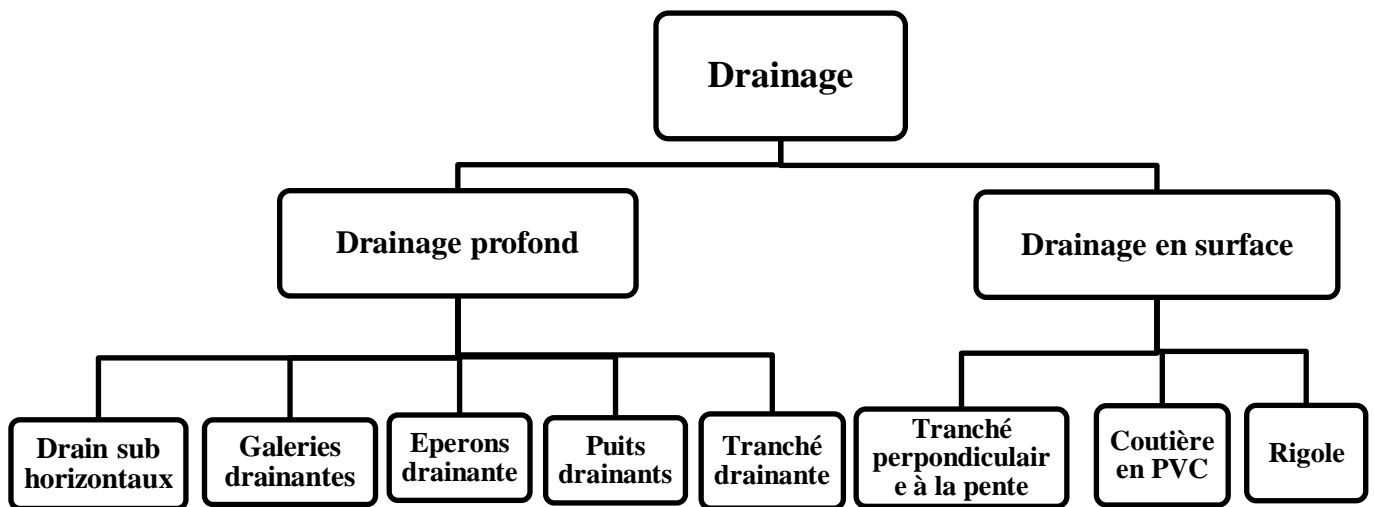 Drainage
Drainage profond
Drainage en surface
Drain sub
horizontaux
Galeries
drainantes
Eperons
drainante
Puits
drainants
Tranché
drainante
Tranché
perpondiculair
e à la pente
Coutière
en PVC
Rigole